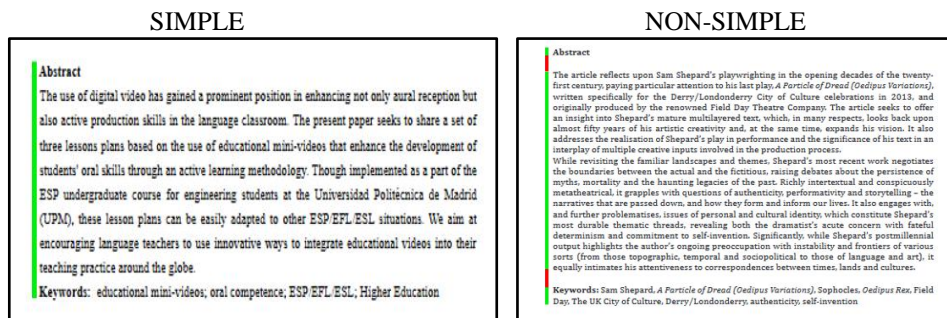 SIMPLE
NON-SIMPLE
Abstract
The use of digital video has gained a prominent position in enhancing not only aural reception but
also active production skills in the language classroom. The present paper seeks to share a set of
three lessons plans based on the use of educational mini-videos that enhance the development of
students' oral skills through an active learning methodology. Though implemented as a part of the
ESP undergraduate course for engineering students at the Universidad Politécnica de Madrid
(UPM), these lesson plans can be easily adapted to other ESP/EFL/ESL situations. We aim at
encouraging language teachers to use innovative ways to integrate educational videos into their
teaching practice around the globe.
Keywords: educational mini-videos; oral competence; ESP/EFL/ESL; Higher Education
Abstract
The article reflects upon Sam Shepard's playwrighting in the opening decades of the twenty-
first century, paying particular attention to his last play, A Particle of Dread (Oedipus Variations),
written specifically for the Derry/Londonderry City of Culture celebrations in 2013, and
originally produced by the renowned Field Day Theatre Company. The article seeks to offer
an insight into Shepard's mature multilayered text, which, in many respects, looks back upon
almost fifty years of his artistic creativity and, at the same time, expands his vision. It also
addresses the realisation of Shepard's play in performance and the significance of his text in an
interplay of multiple creative inputs involved in the production process.
While revisiting the familiar landscapes and themes, Shepard's most recent work negotiates
the boundaries between the actual and the fictitious, raising debates about the persistence of
myths, mortality and the haunting legacies of the past. Richly intertextual and conspicuously
metatheatrical, it grapples with questions of authenticity, performativity and storytelling – the
narratives that are passed down, and how they form and inform our lives. It also engages with,
and further problematises, issues of personal and cultural identity, which constitute Shepard's
most durable thematic threads, revealing both the dramatist's acute concern with fateful
determinism and commitment to self-invention. Significantly, while Shepard's postmillennial
output highlights the author's ongoing preoccupation with instability and frontiers of various
sorts (from those topographic, temporal and sociopolitical to those of language and art), it
equally intimates his attentiveness to correspondences between times, lands and cultures.
Keywords: Sam Shepard, A Particle of Dread (Oedipus Variations), Sophocles, Oedipus Rex, Field
Day, The UK City of Culture, Derry/Londonderry, authenticity, self-invention